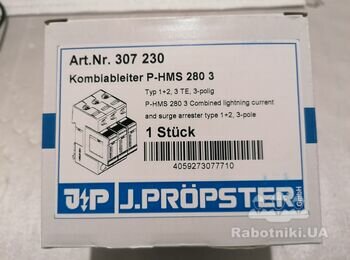 Art.Nr. 307 230
Kombiableiter P-HMS 280 3
Typ 1+2, 3 TE, 3-polig
P-HMS 280 3 Combined lightning current
and surge arrester type 1+2, 3-pole
1 Stück
4059273077710
J.PRÖPSTER GmbH
Rabotniki.UA